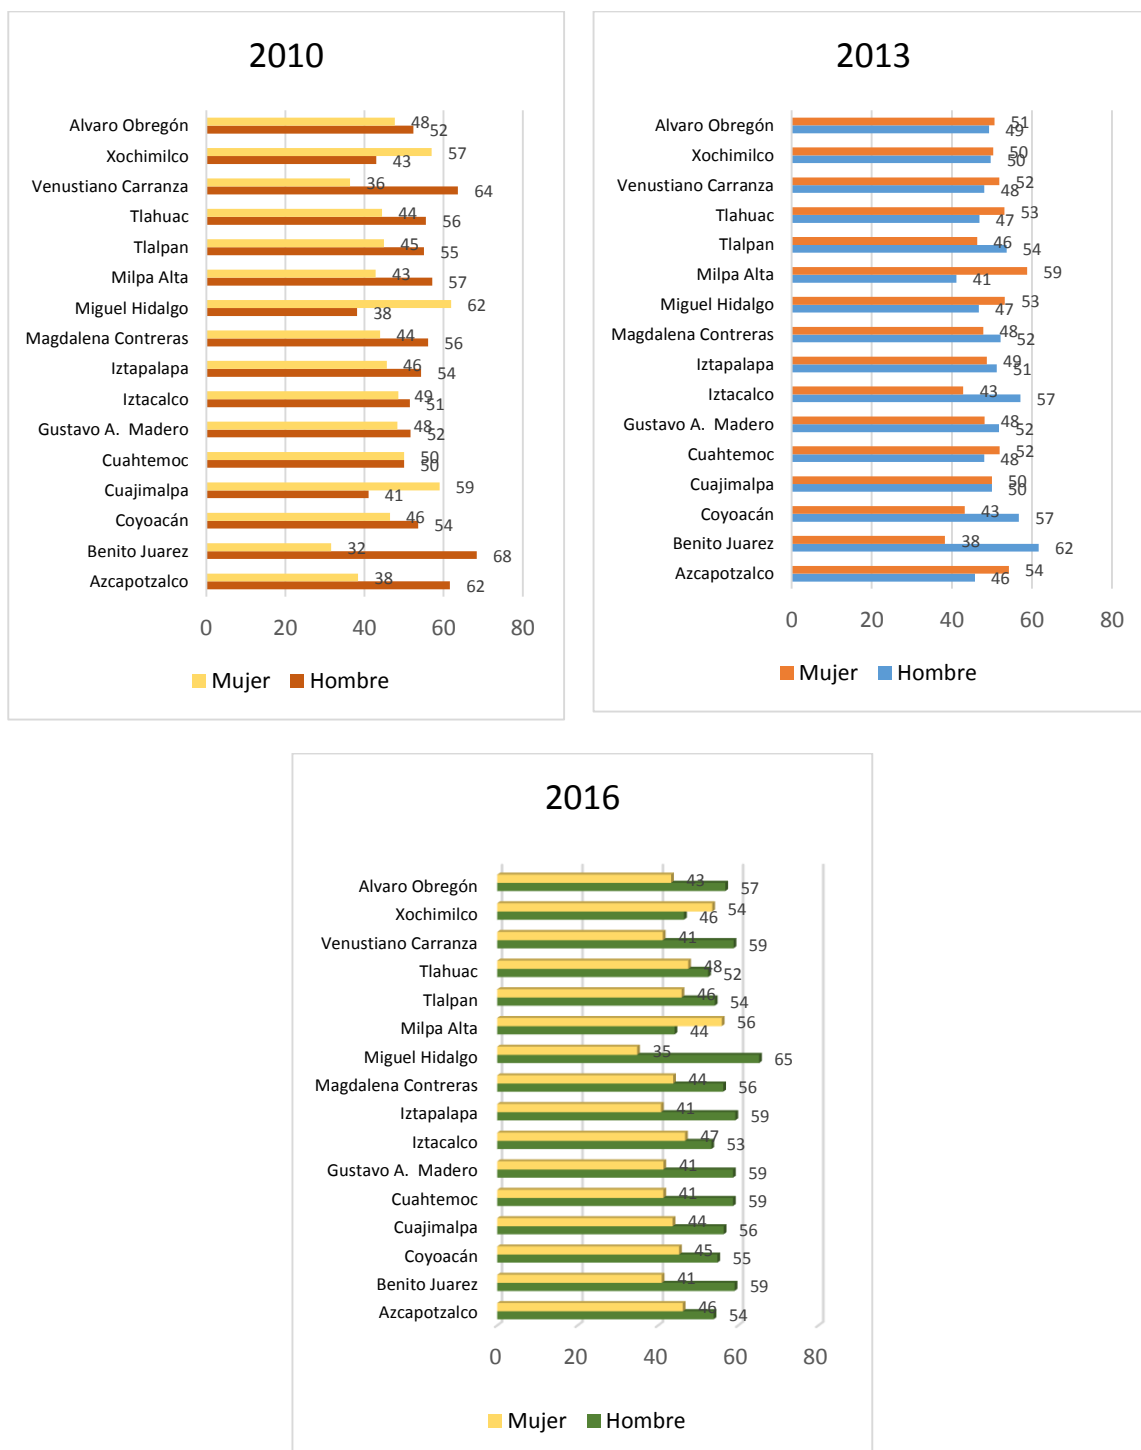 2010
Alvaro Obregón 48 52
Xochimilco 57 43
Venustiano Carranza 36 64
Tlahuac 44 56
Tlalpan 45 55
Milpa Alta 43 57
Miguel Hidalgo 62 38
Magdalena Contreras 44 56
Iztapalapa 46 54
Iztacalco 49 51
Gustavo A. Madero 48 52
Cuahtemoc 50 50
Cuajimalpa 59 41
Coyoacán 46 54
Benito Juarez 32 68
Azcapotzalco 38 62
0 20 40 60 80
Mujer Hombre
2013
Alvaro Obregón 51 49
Xochimilco 50 50
Venustiano Carranza 52 48
Tlahuac 53 47
Tlalpan 46 54
Milpa Alta 59 41
Miguel Hidalgo 53 47
Magdalena Contreras 48 52
Iztapalapa 49 51
Iztacalco 43 57
Gustavo A. Madero 48 52
Cuahtemoc 52 48
Cuajimalpa 50 50
Coyoacán 43 57
Benito Juarez 38 62
Azcapotzalco 54 46
0 20 40 60 80
Mujer Hombre
2016
Alvaro Obregón 43 57
Xochimilco 54 46
Venustiano Carranza 41 59
Tlahuac 48 52
Tlalpan 46 54
Milpa Alta 56 44
Miguel Hidalgo 35 65
Magdalena Contreras 44 56
Iztapalapa 41 59
Iztacalco 47 53
Gustavo A. Madero 41 59
Cuahtemoc 41 59
Cuajimalpa 44 56
Coyoacán 45 55
Benito Juarez 41 59
Azcapotzalco 46 54
0 20 40 60 80
Mujer Hombre